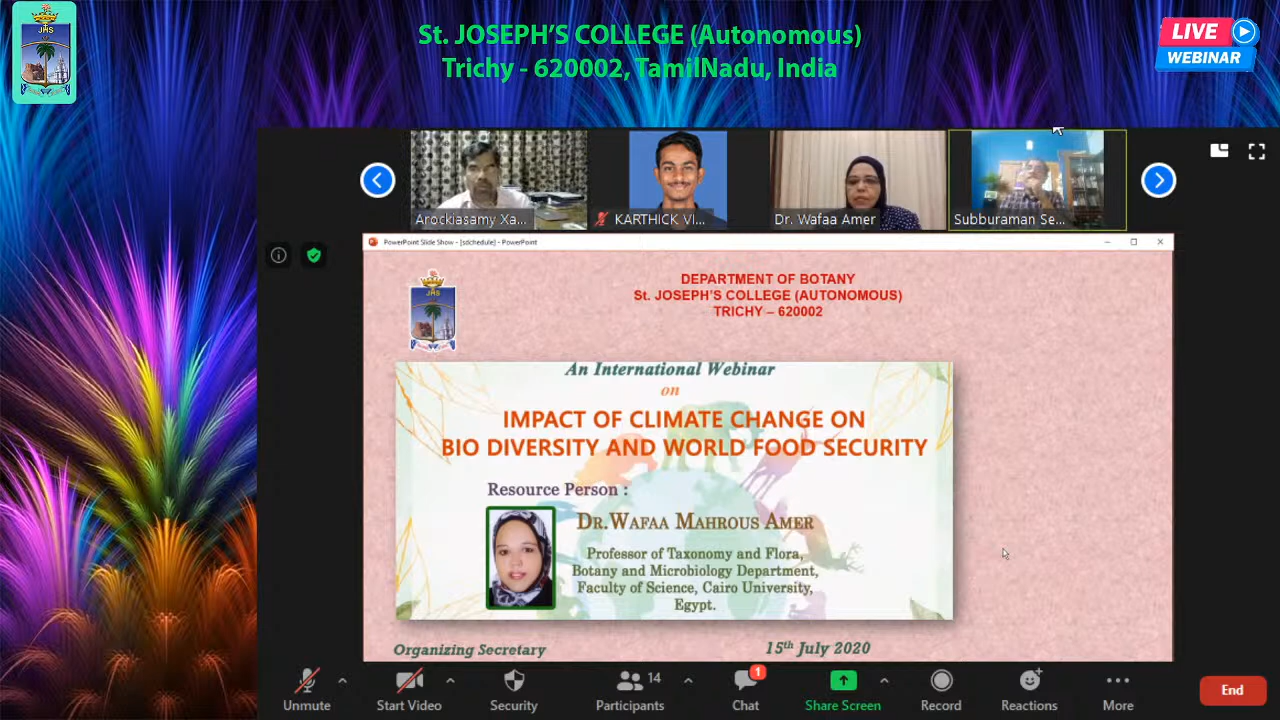 St. JOSEPH'S COLLEGE (Autonomous)
Trichy - 620002, TamilNadu, India
JHS
LIVE
WEBINAR
Arockiasamy Xa...
KARTHICK VI...
Dr. Wafaa Amer
Subburaman Se...
PowerPoint Slide Show - [sdchedule] - PowerPoint
JHS
DEPARTMENT OF BOTANY
St. JOSEPH'S COLLEGE (AUTONOMOUS)
TRICHY – 620002
An International Webinar
on
IMPACT OF CLIMATE CHANGE ON
BIO DIVERSITY AND WORLD FOOD SECURITY
Resource Person :
DR.WAFAA MAHROUS AMER
Professor of Taxonomy and Flora,
Botany and Microbiology Department,
Faculty of Science, Cairo University,
Egypt.
Organizing Secretary
15th July 2020
Unmute
Start Video
Security
14
Participants
1
Chat
Share Screen
Record
Reactions
More
End